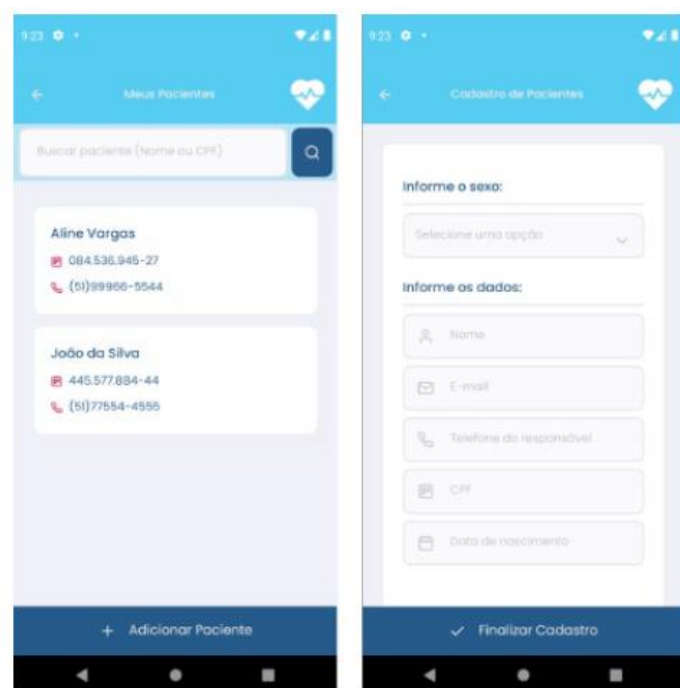 9:23
Meus Pacientes
Buscar paciente (Nome ou CPF)
Aline Vargas
084.536.945-27
(51)99966-5544
João da Silva
445.577.884-44
(51)77554-4555
+ Adicionar Paciente
9:23
Cadastro de Pacientes
Informe o sexo:
Selecione uma opção
Informe os dados:
Nome
E-mail
Telefone do responsável
CPF
Data de nascimento
Finalizar Cadastro